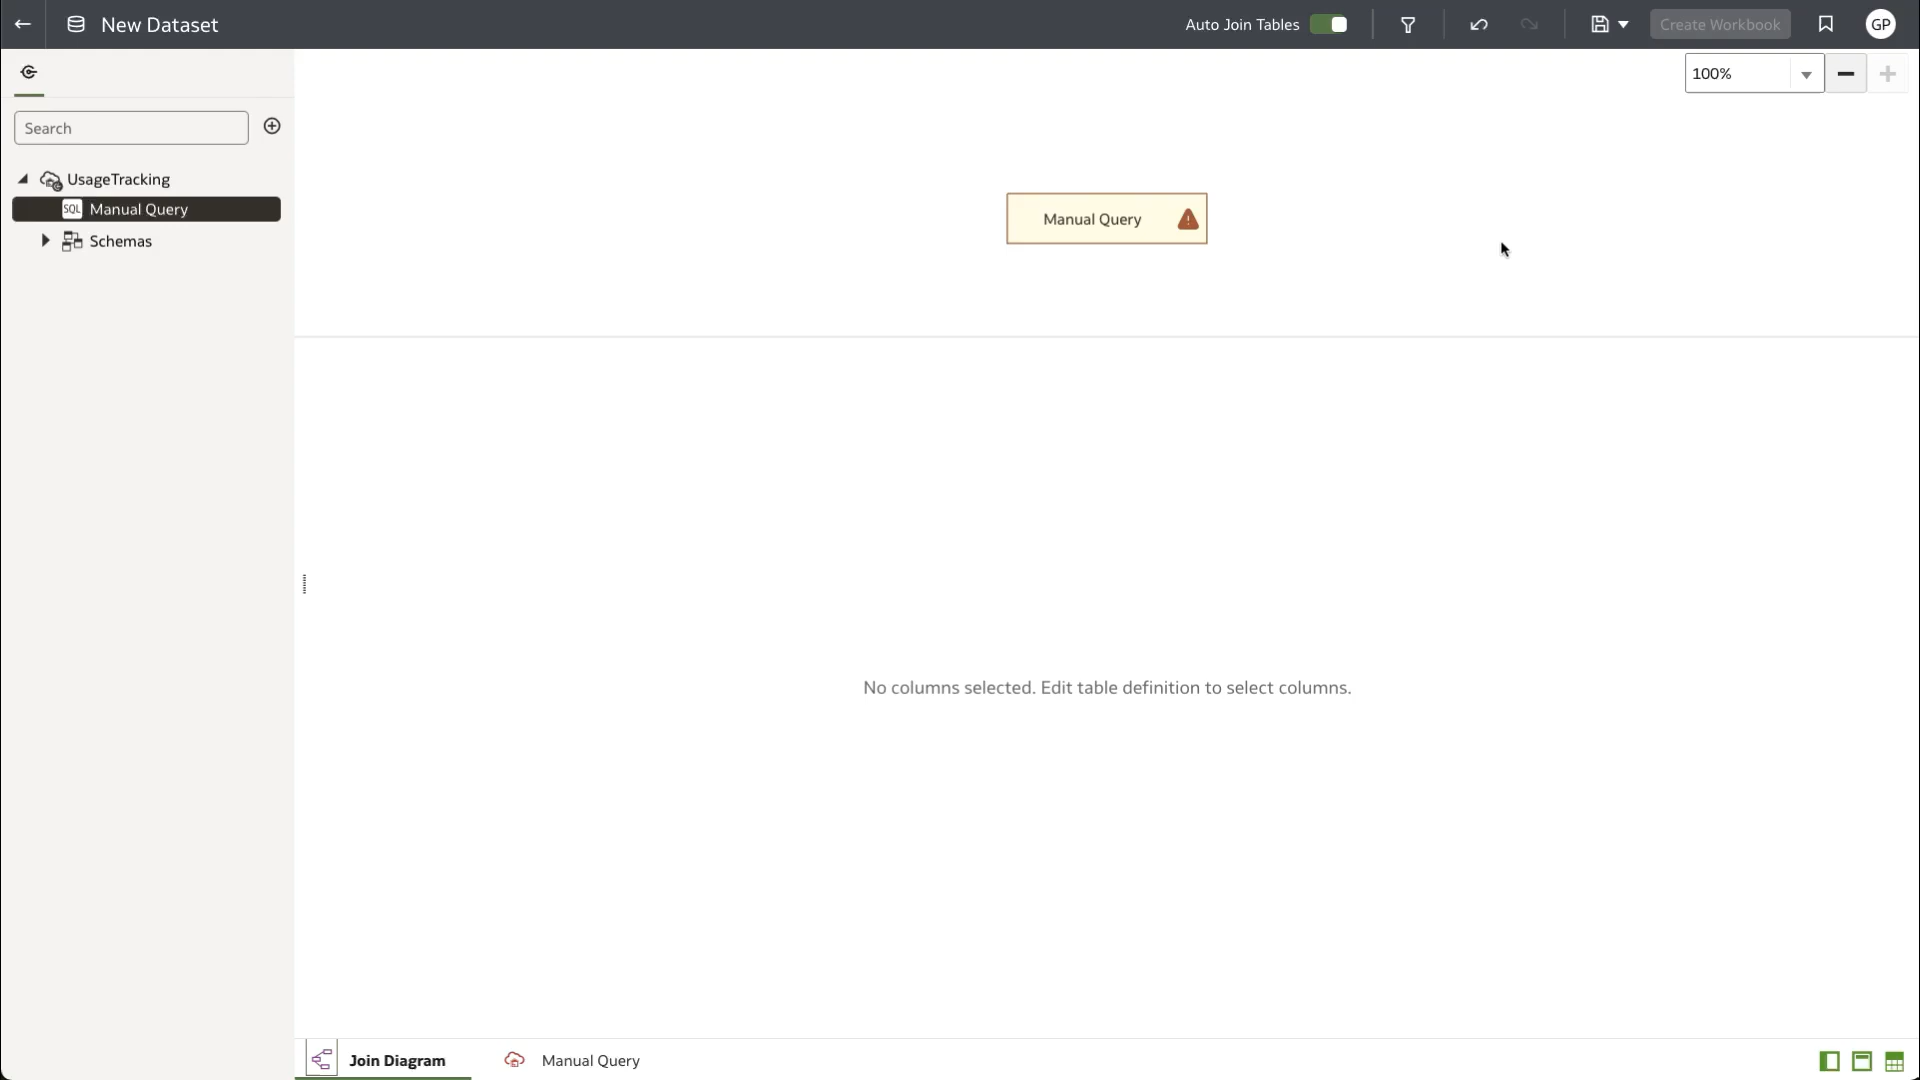 New Dataset
Auto Join Tables
Create Workbook
GP
100%
Search
UsageTracking
SQL Manual Query
Schemas
Manual Query
No columns selected. Edit table definition to select columns.
Join Diagram
Manual Query